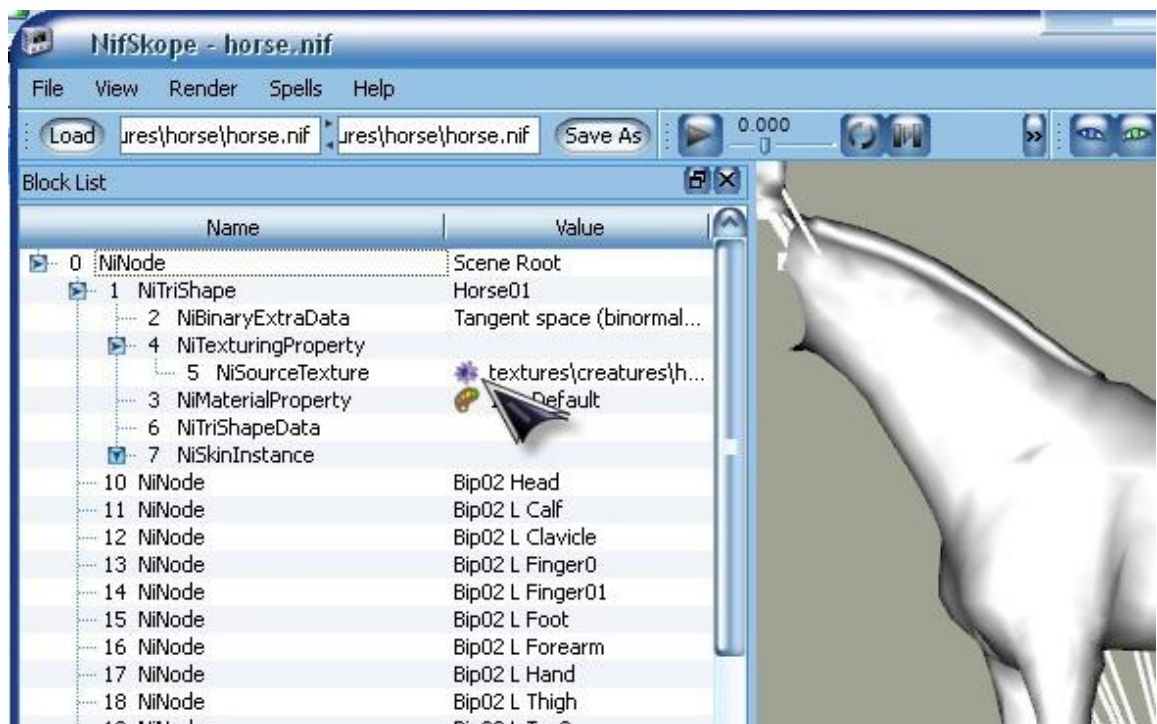 NifSkope - horse.nif
File View Render Spells Help
Load ures\horse\horse.nif ures\horse\horse.nif Save As 0.000 »
Block List
Name Value
0 NiNode Scene Root
1 NiTriShape Horse01
2 NiBinaryExtraData Tangent space (binormal...
4 NiTexturingProperty
5 NiSourceTexture textures\creatures\h...
3 NiMaterialProperty Default
6 NiTriShapeData
7 NiSkinInstance
10 NiNode Bip02 Head
11 NiNode Bip02 L Calf
12 NiNode Bip02 L Clavicle
13 NiNode Bip02 L Finger0
14 NiNode Bip02 L Finger01
15 NiNode Bip02 L Foot
16 NiNode Bip02 L Forearm
17 NiNode Bip02 L Hand
18 NiNode Bip02 L Thigh